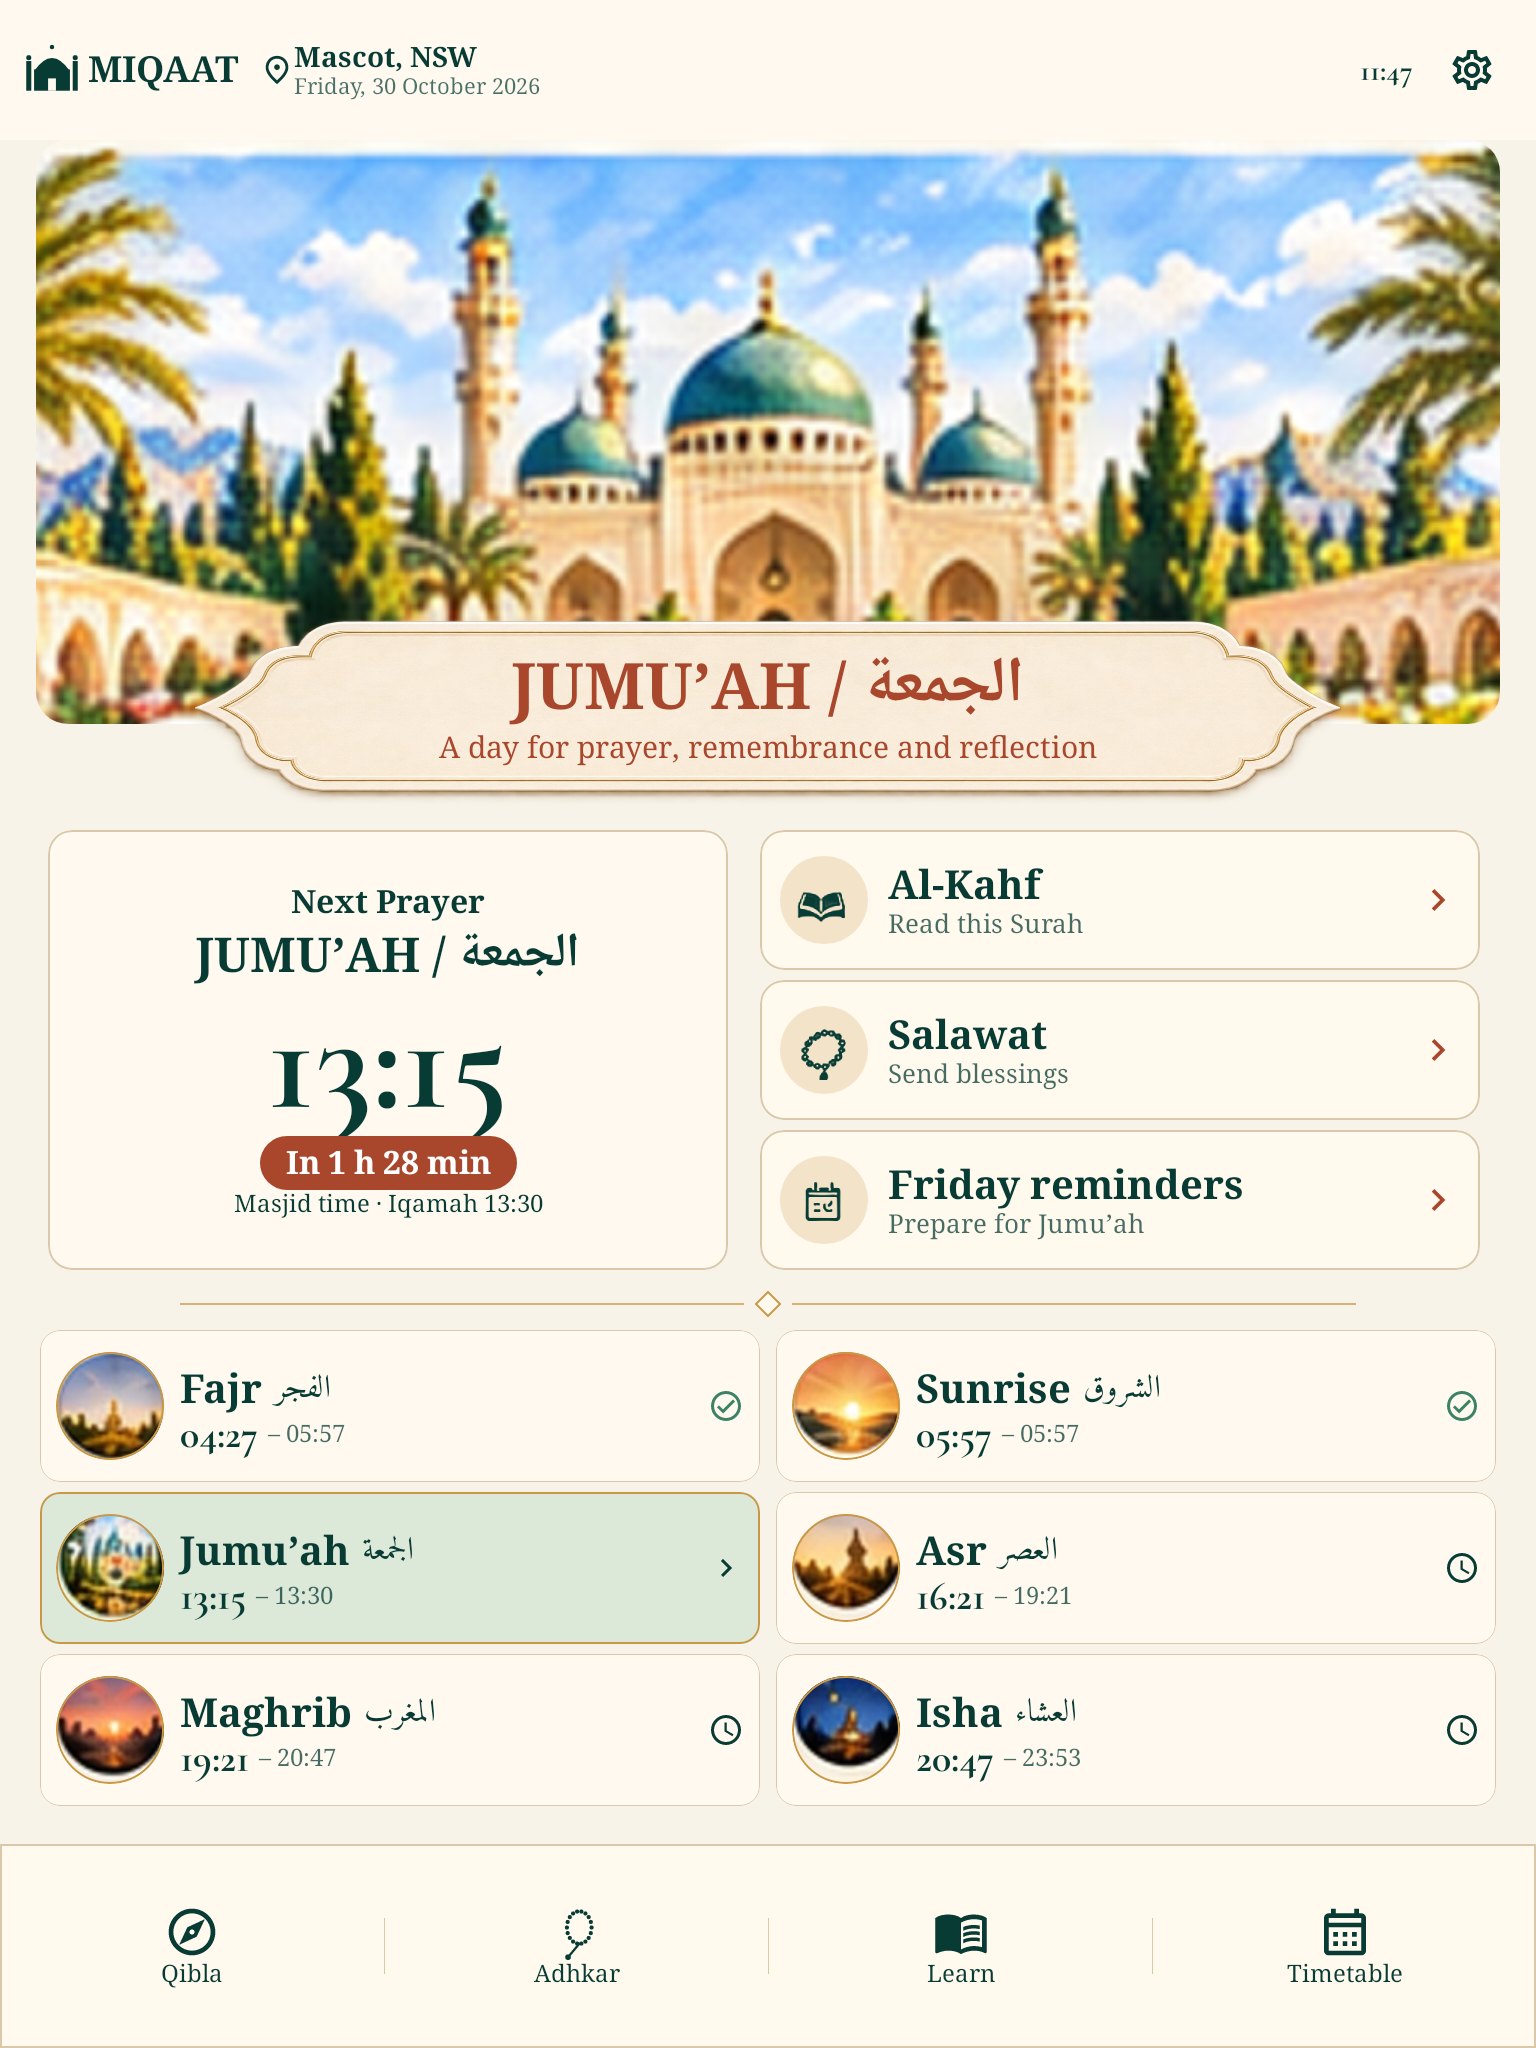 MIQAAT
Mascot, NSW
Friday, 30 October 2026
11:47
JUMU’AH / الجمعة
A day for prayer, remembrance and reflection
Next Prayer
JUMU’AH / الجمعة
13:15
In 1 h 28 min
Masjid time · Iqamah 13:30
Al-Kahf
Read this Surah
Salawat
Send blessings
Friday reminders
Prepare for Jumu’ah
Fajr الفجر
04:27 – 05:57
Sunrise الشروق
05:57 – 05:57
Jumu’ah الجمعة
13:15 – 13:30
Asr العصر
16:21 – 19:21
Maghrib المغرب
19:21 – 20:47
Isha العشاء
20:47 – 23:53
Qibla
Adhkar
Learn
Timetable